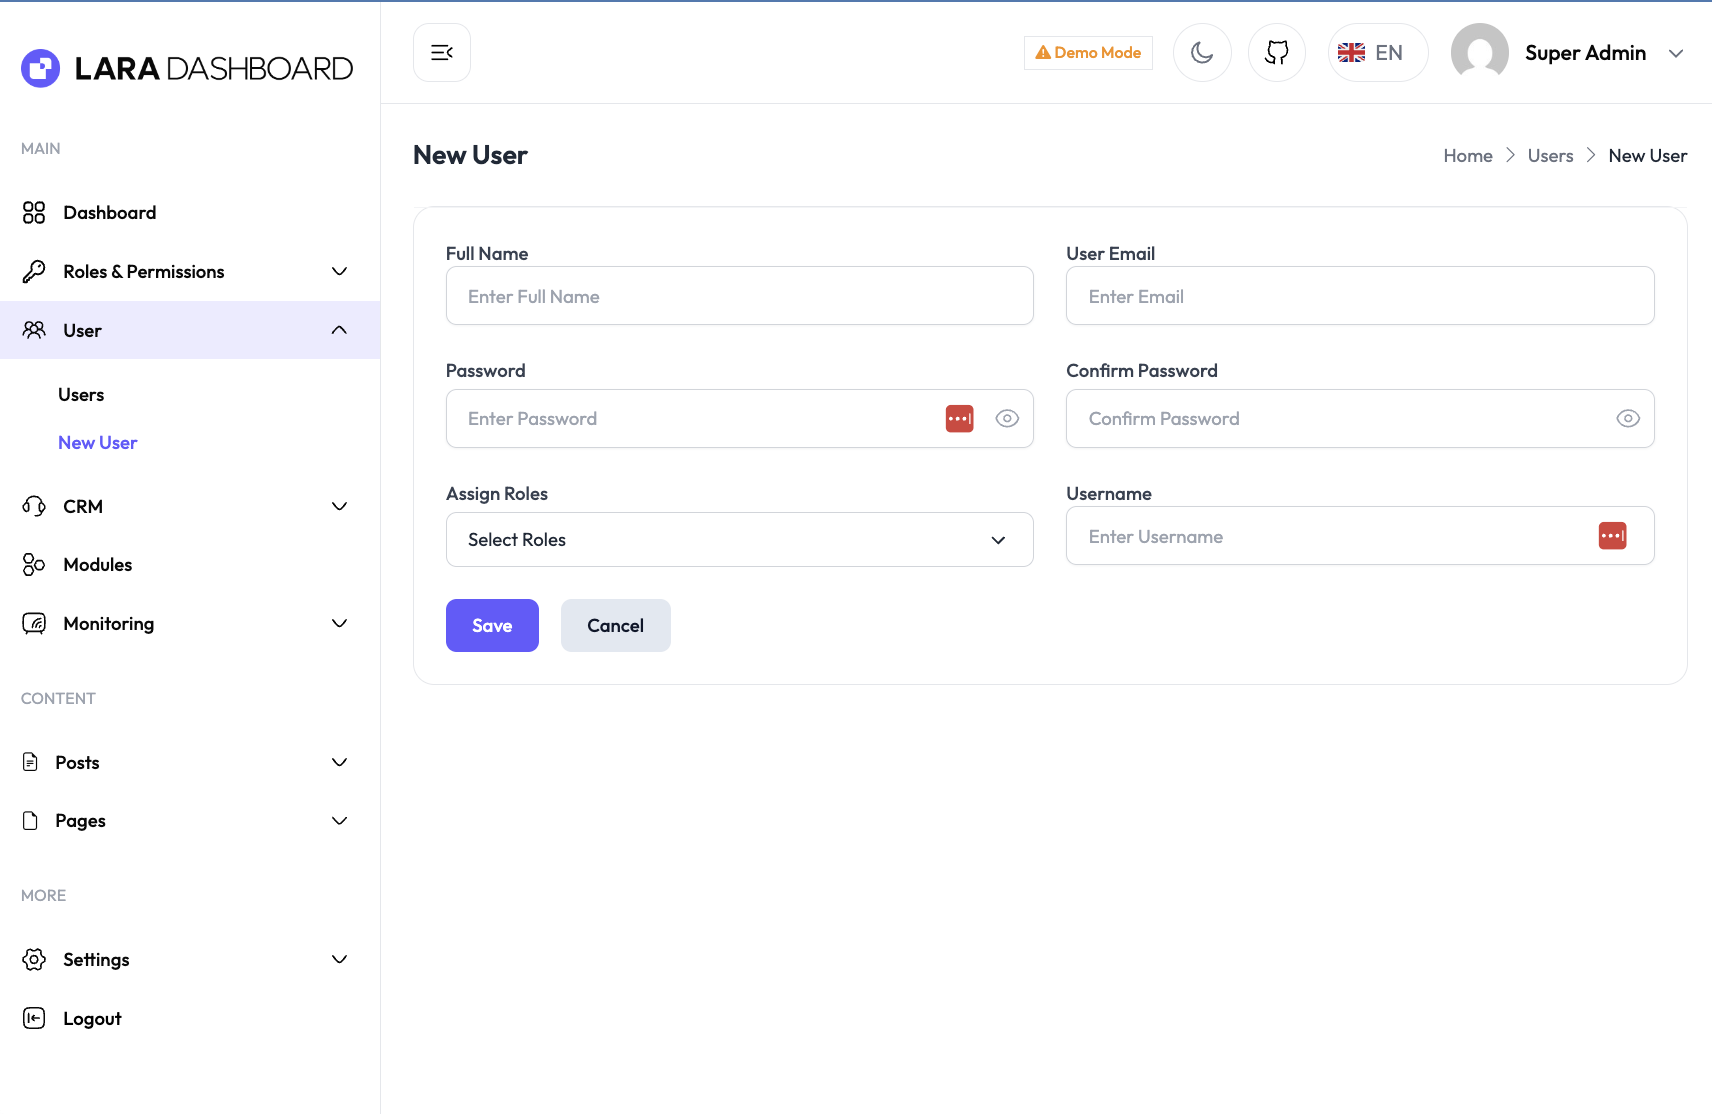 LARA DASHBOARD
MAIN
Dashboard
Roles & Permissions
User
Users
New User
CRM
Modules
Monitoring
CONTENT
Posts
Pages
MORE
Settings
Logout
Demo Mode
EN
Super Admin
New User
Home Users New User
Full Name
Enter Full Name
User Email
Enter Email
Password
Enter Password
Confirm Password
Confirm Password
Assign Roles
Select Roles
Username
Enter Username
Save
Cancel